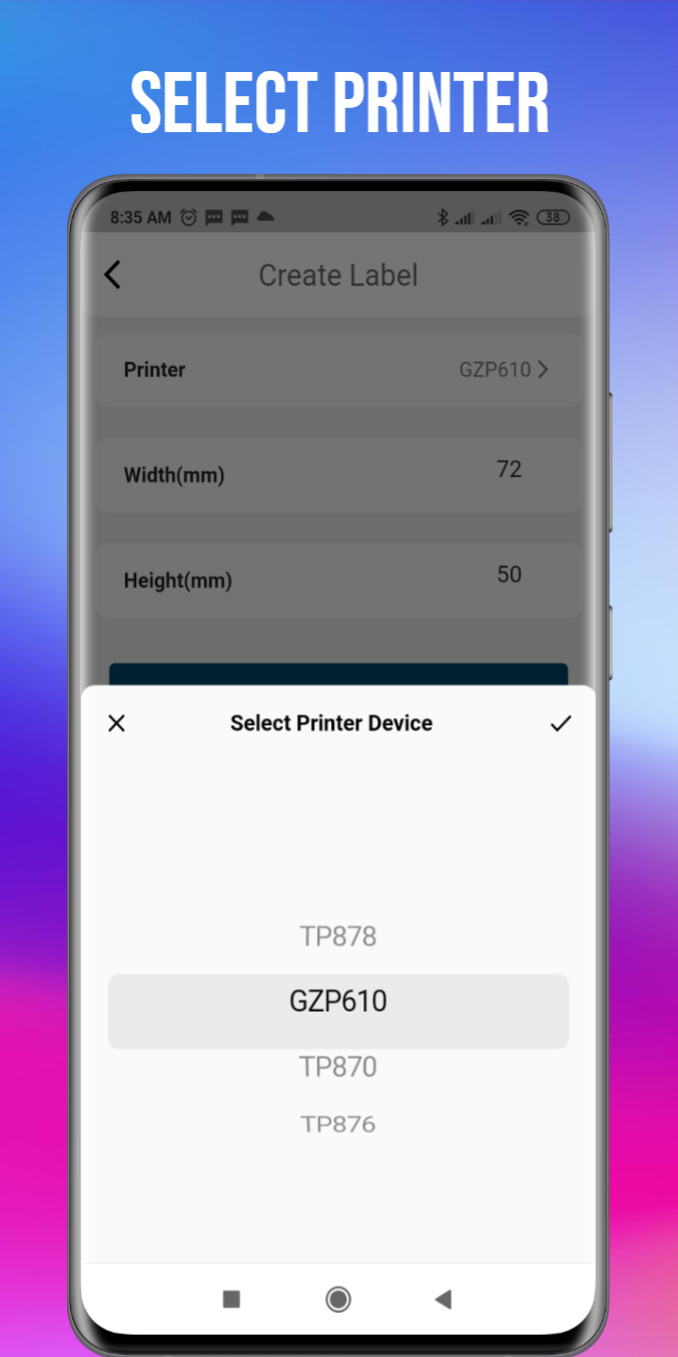 SELECT PRINTER
8:35 AM 38
Create Label
Printer GZP610
Width(mm) 72
Height(mm) 50
Select Printer Device
TP878
GZP610
TP870
TP876